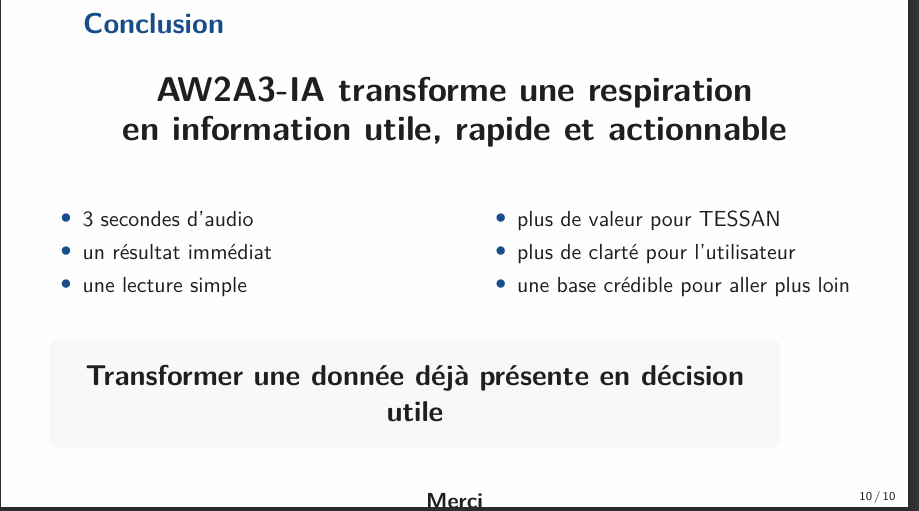 Conclusion
AW2A3-IA transforme une respiration
en information utile, rapide et actionnable
• 3 secondes d'audio
• un résultat immédiat
• une lecture simple
• plus de valeur pour TESSAN
• plus de clarté pour l'utilisateur
• une base crédible pour aller plus loin
Transformer une donnée déjà présente en décision
utile
Merci
10 / 10